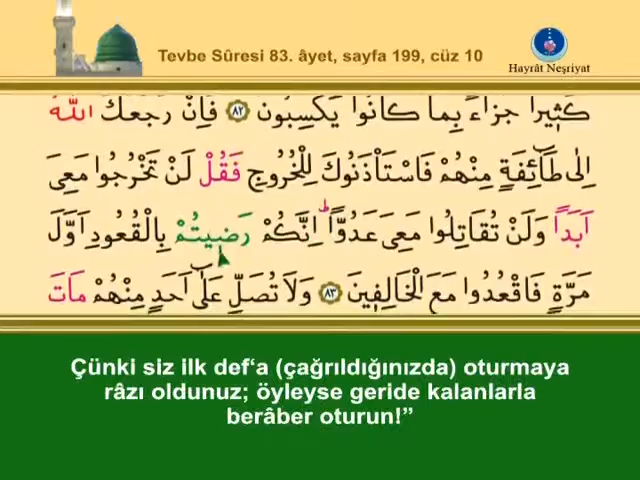 Tevbe Sûresi 83. âyet, sayfa 199, cüz 10
Hayrât Neşriyat
كَث۪يرًاۚ جَزَٓاءً بِمَا كَانُوا يَكْسِبُونَ ﴿٨٢﴾ فَاِنْ رَجَعَكَ اللّٰهُ
اِلٰى طَٓائِفَةٍ مِنْهُمْ فَاسْتَأْذَنُوكَ لِلْخُرُوجِ فَقُلْ لَنْ تَخْرُجُوا مَعِيَ
اَبَدًا وَلَنْ تُقَاتِلُوا مَعِيَ عَدُوًّاۜ اِنَّكُمْ رَض۪يتُمْ بِالْقُعُودِ اَوَّلَ
مَرَّةٍ فَاقْعُدُوا مَعَ الْخَالِف۪ينَ ﴿٨٣﴾ وَلَا تُصَلِّ عَلٰٓى اَحَدٍ مِنْهُمْ مَاتَ
Çünki siz ilk def‘a (çağrıldığınızda) oturmaya
râzı oldunuz; öyleyse geride kalanlarla
berâber oturun!”